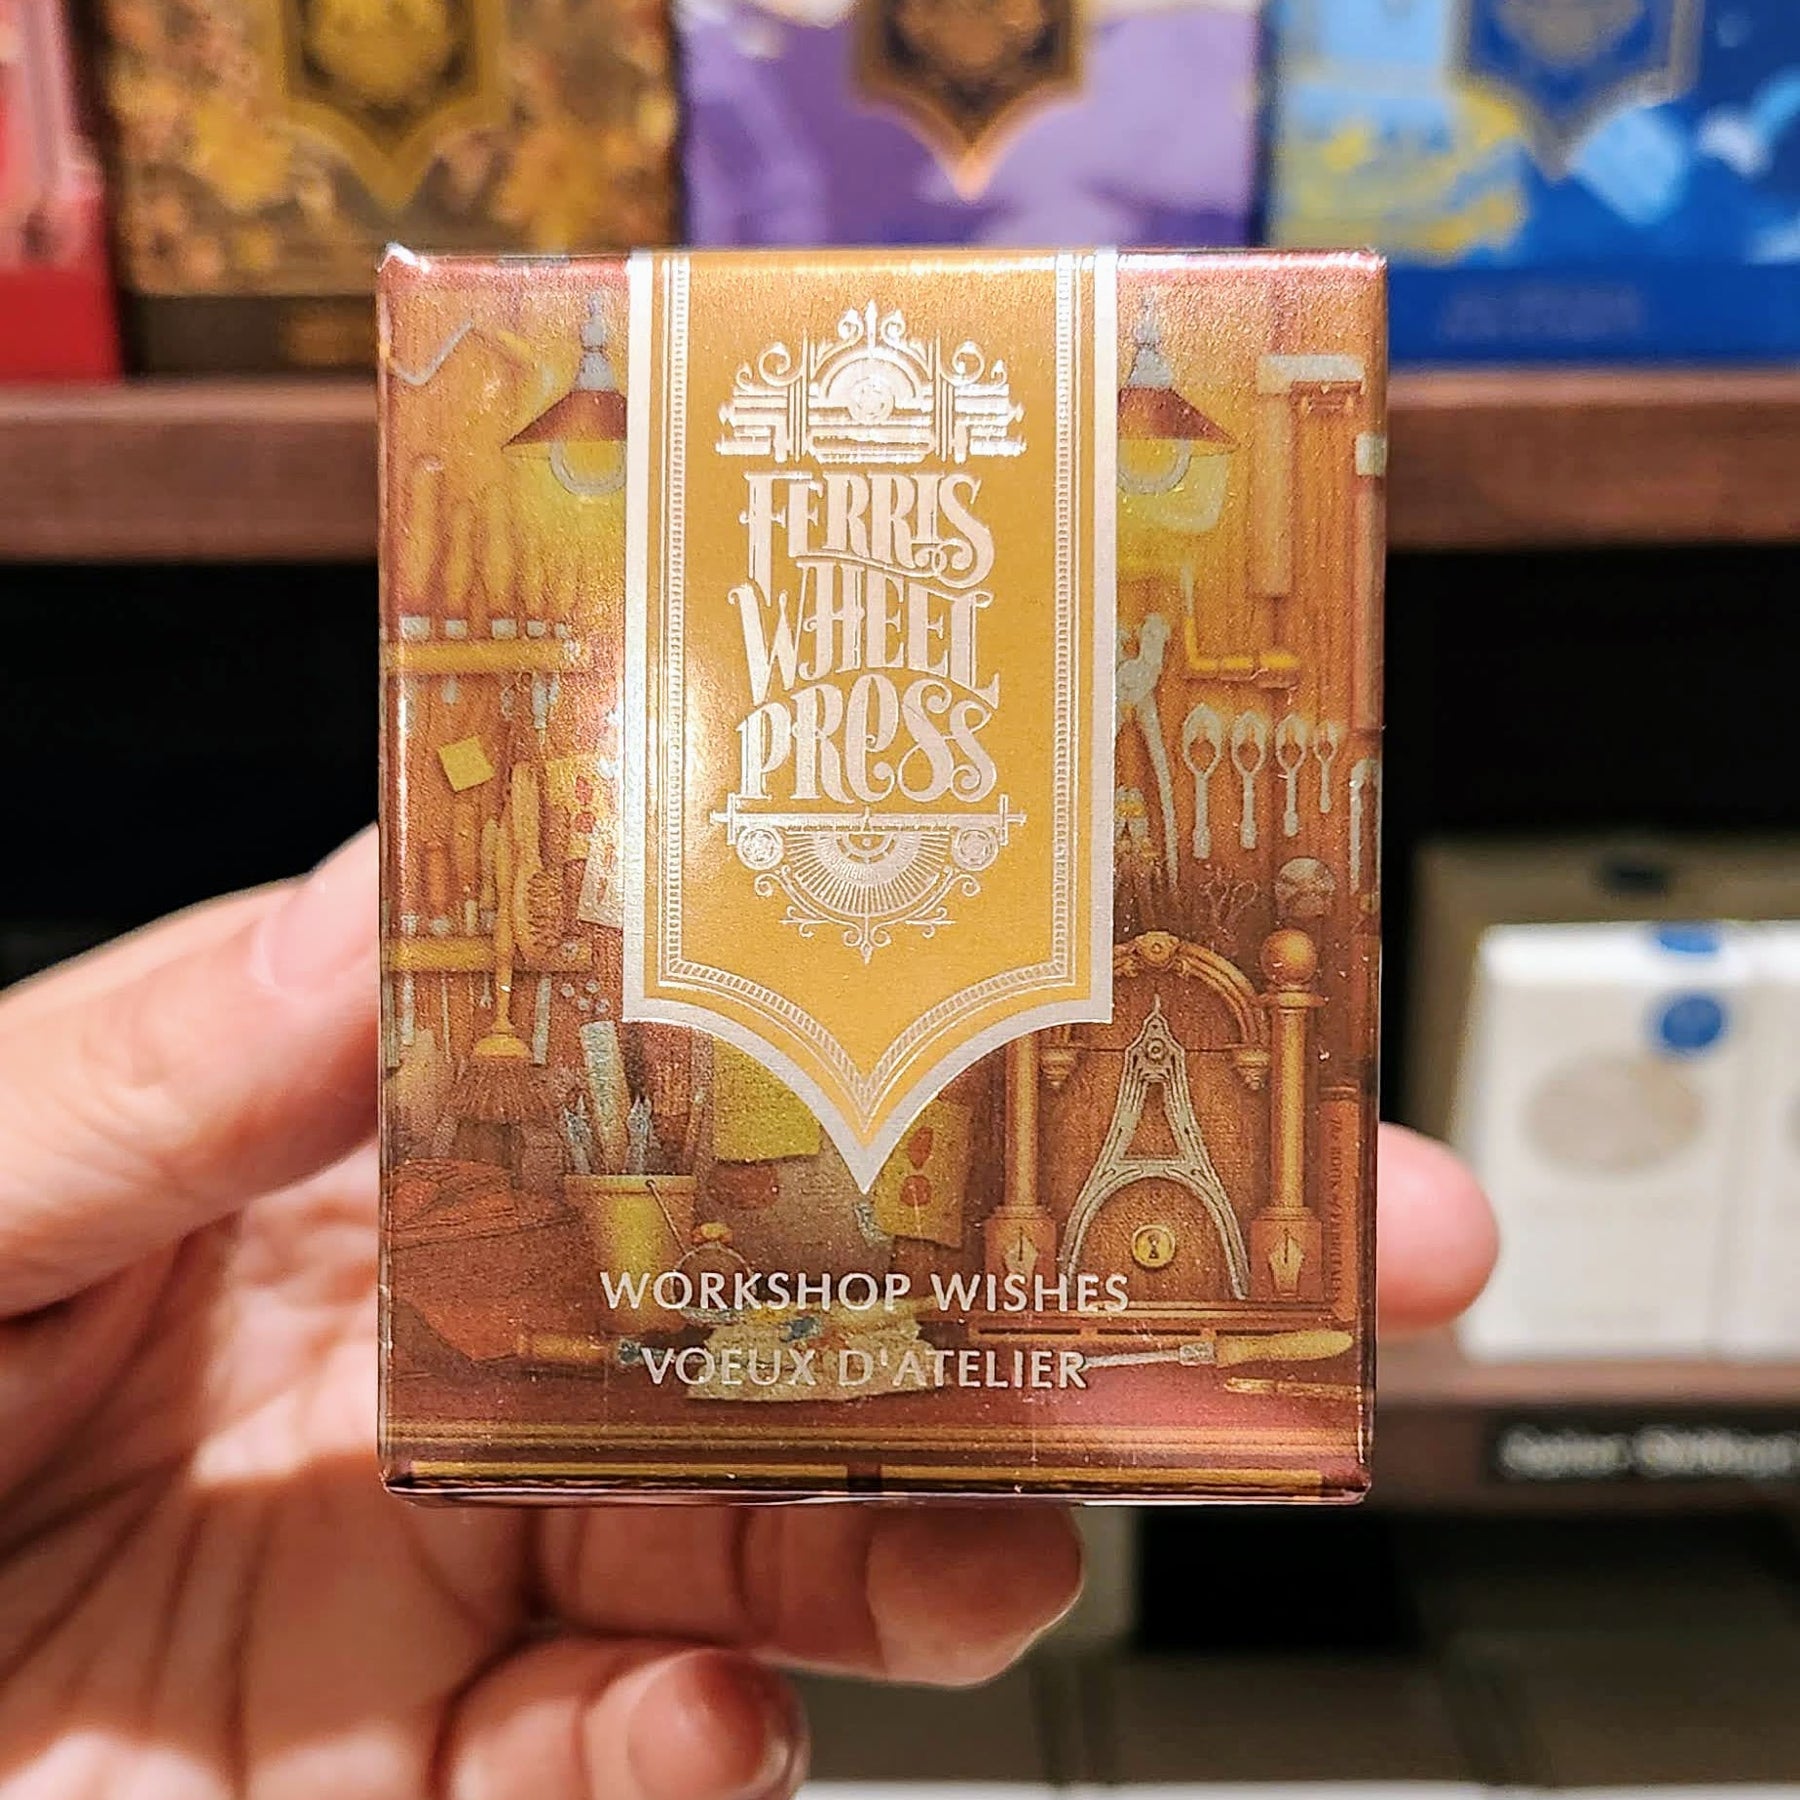 FERRIS
WHEEL
PRESS
WORKSHOP WISHES
VOEUX D'ATELIER